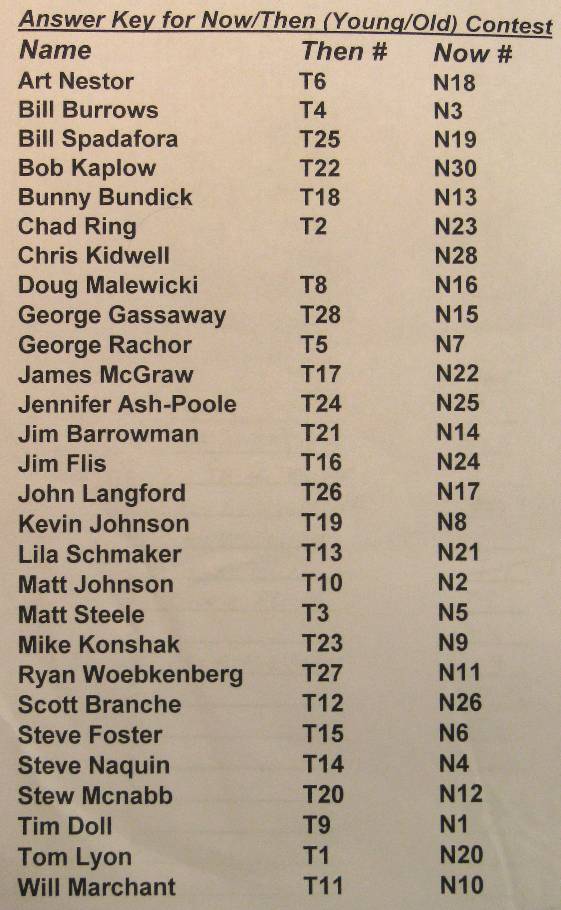 Answer Key for Now/Then (Young/Old) Contest
Name Then # Now #
Art Nestor T6 N18
Bill Burrows T4 N3
Bill Spadafora T25 N19
Bob Kaplow T22 N30
Bunny Bundick T18 N13
Chad Ring T2 N23
Chris Kidwell N28
Doug Malewicki T8 N16
George Gassaway T28 N15
George Rachor T5 N7
James McGraw T17 N22
Jennifer Ash-Poole T24 N25
Jim Barrowman T21 N14
Jim Flis T16 N24
John Langford T26 N17
Kevin Johnson T19 N8
Lila Schmaker T13 N21
Matt Johnson T10 N2
Matt Steele T3 N5
Mike Konshak T23 N9
Ryan Woebkenberg T27 N11
Scott Branche T12 N26
Steve Foster T15 N6
Steve Naquin T14 N4
Stew Mcnabb T20 N12
Tim Doll T9 N1
Tom Lyon T1 N20
Will Marchant T11 N10